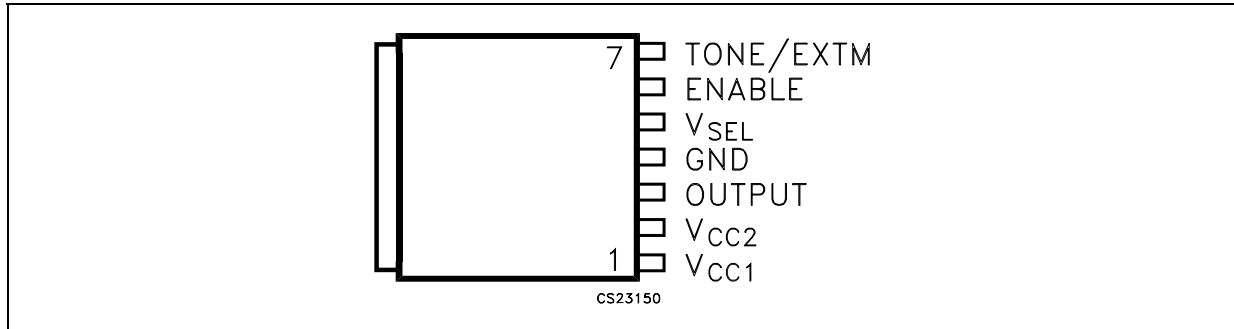 7 TONE/EXTM
ENABLE
VSEL
GND
OUTPUT
VCC2
1 VCC1
CS23150